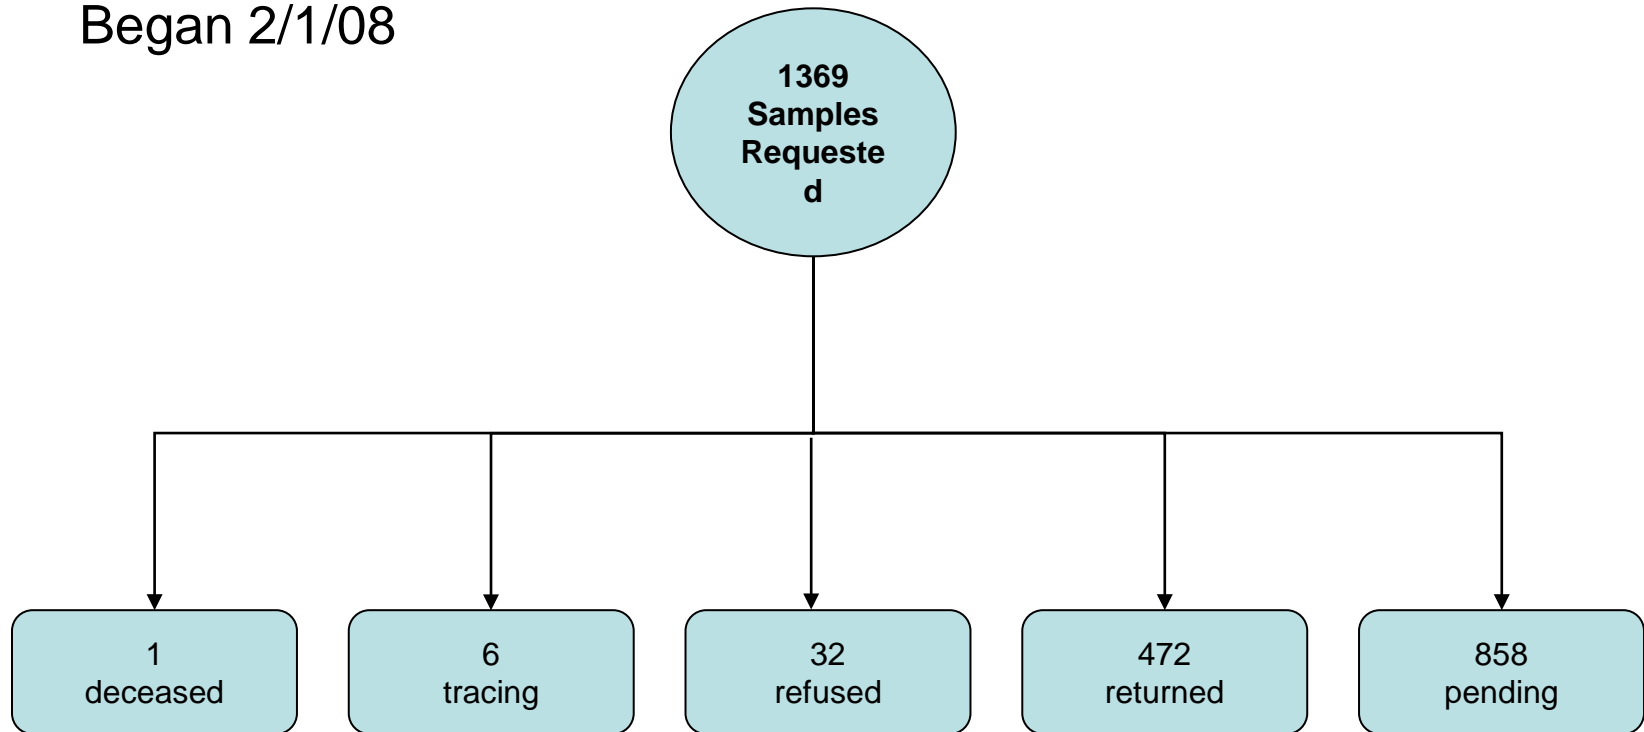 Began 2/1/08
1369
Samples
Requeste
d
1
deceased
6
tracing
32
refused
472
returned
858
pending